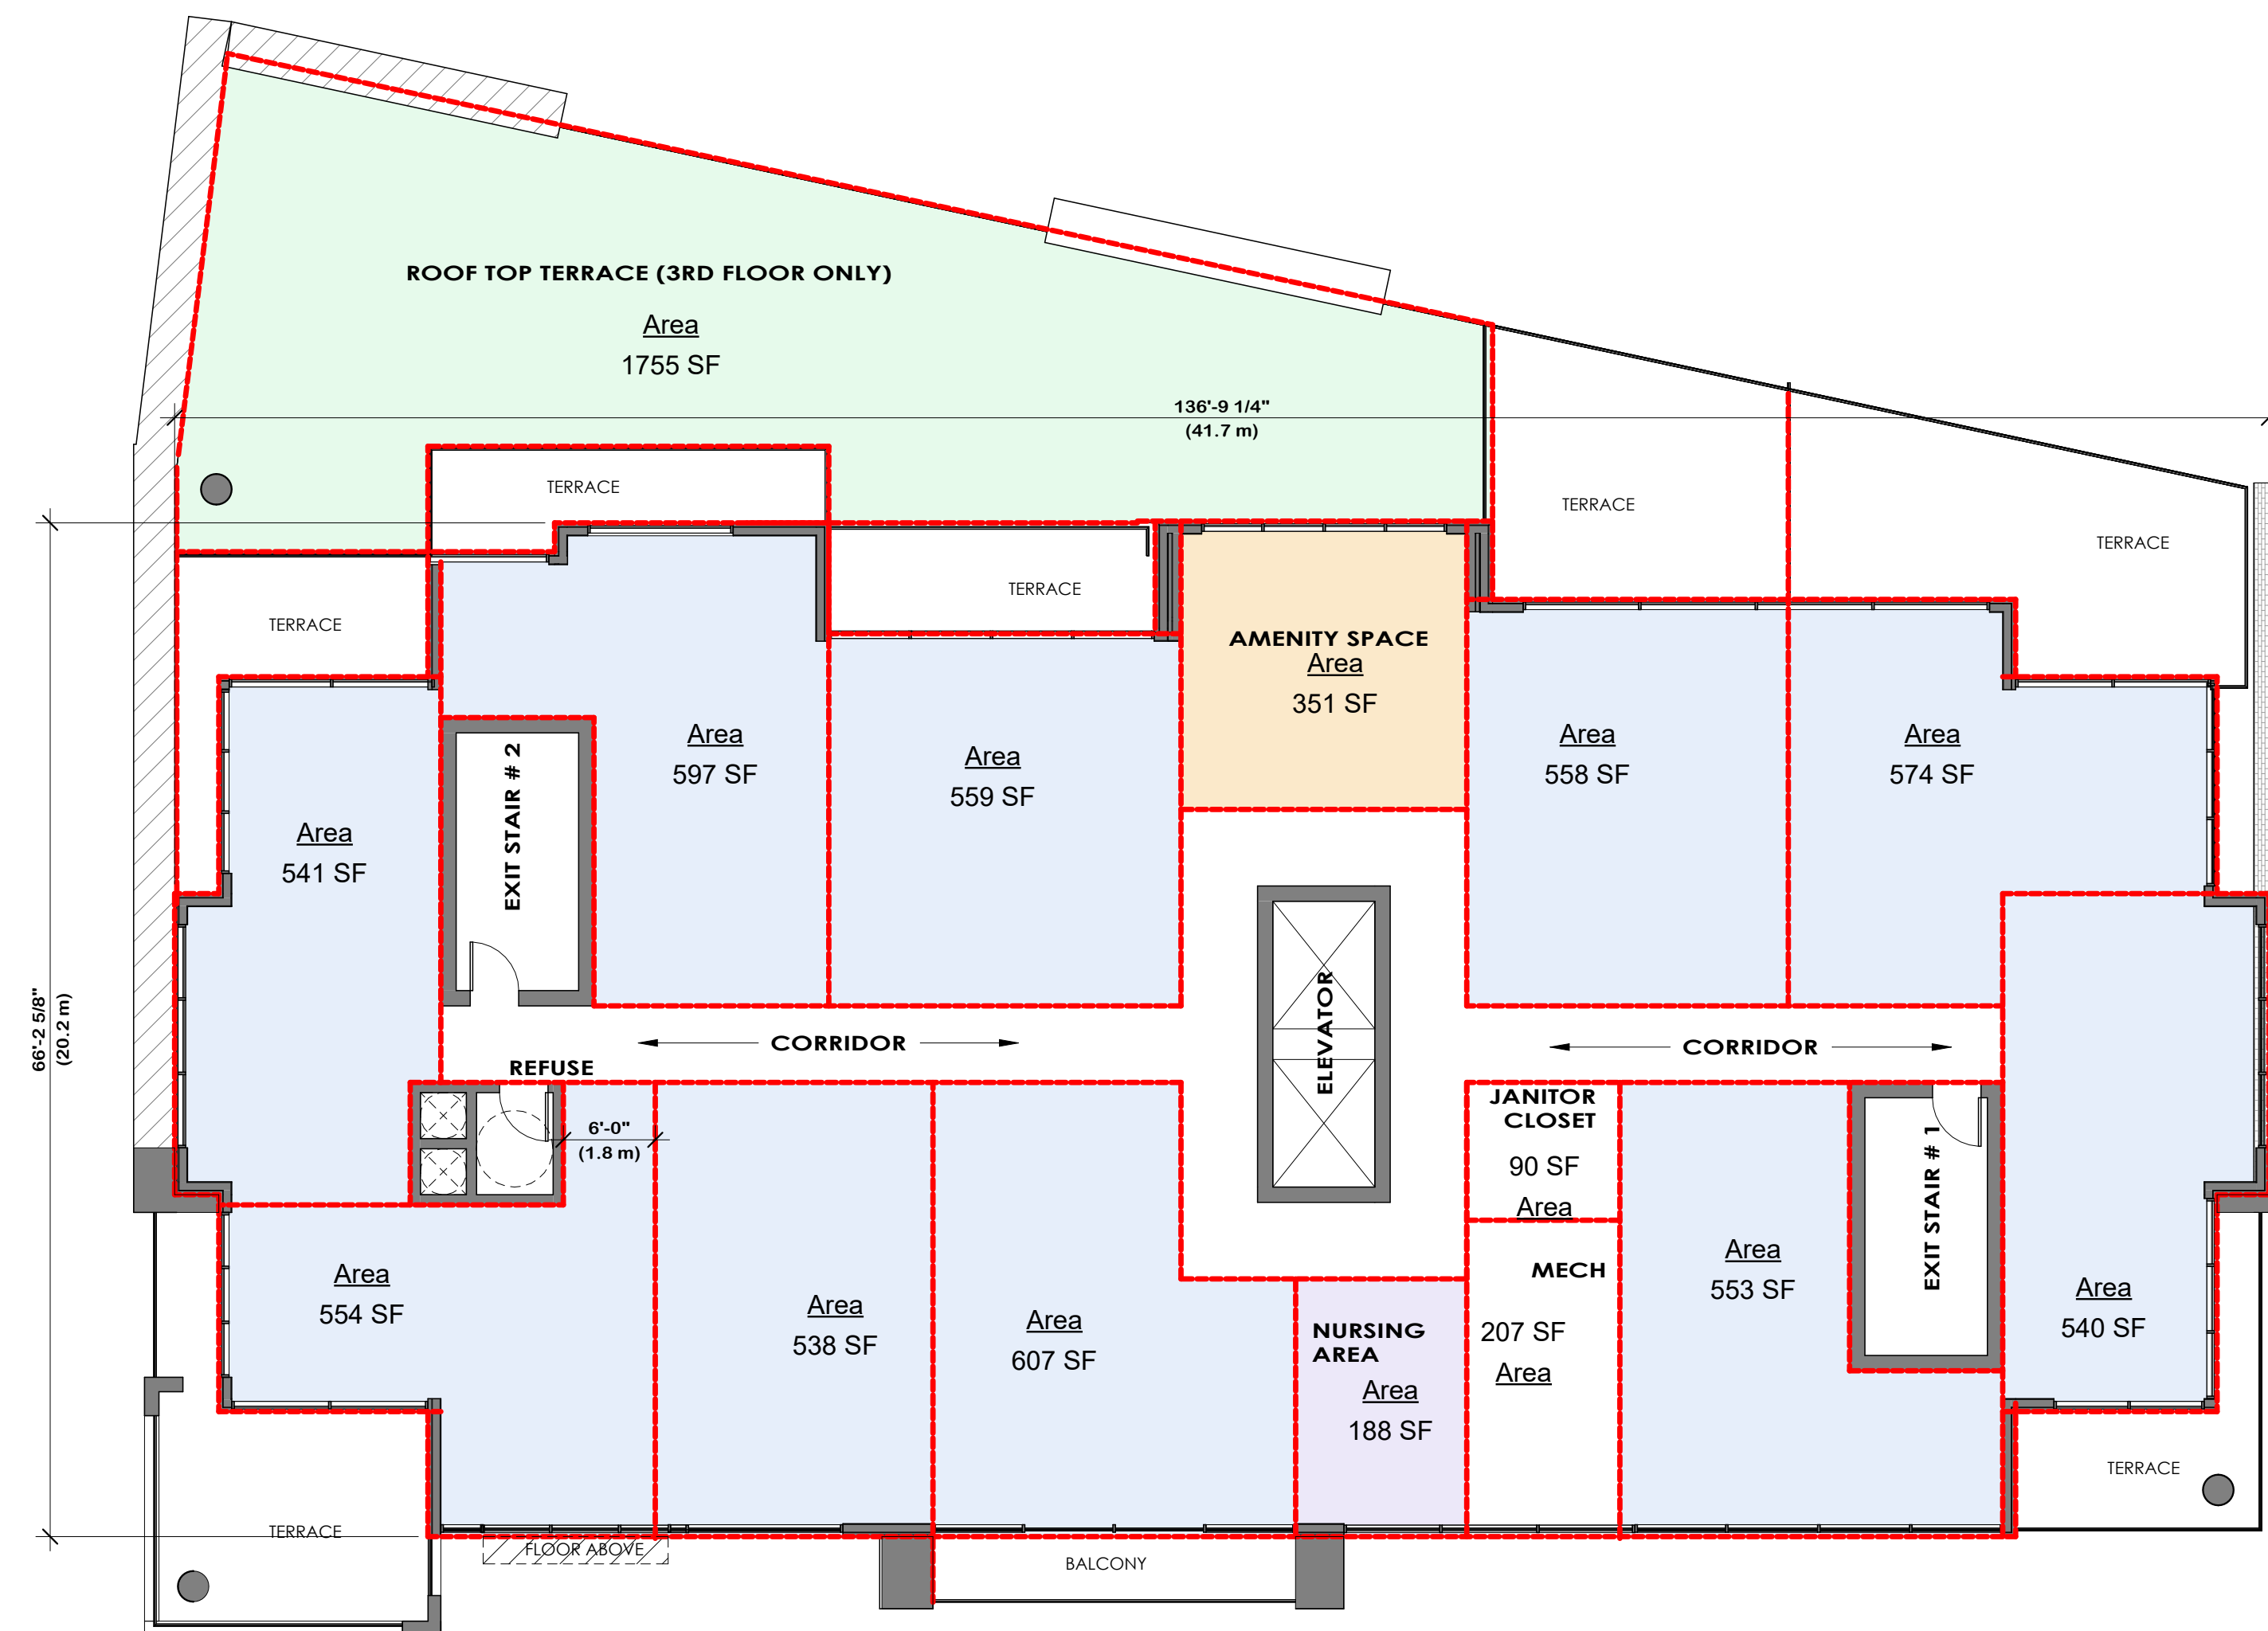 ROOF TOP TERRACE (3RD FLOOR ONLY)
Area
1755 SF
136'-9 1/4"
(41.7 m)
TERRACE
TERRACE
TERRACE
TERRACE
TERRACE
AMENITY SPACE
Area
351 SF
Area
597 SF
Area
559 SF
Area
558 SF
Area
574 SF
Area
541 SF
EXIT STAIR # 2
66'-2 5/8"
(20.2 m)
ELEVATOR
CORRIDOR
CORRIDOR
REFUSE
6'-0"
(1.8 m)
JANITOR
CLOSET
90 SF
Area
EXIT STAIR # 1
Area
554 SF
Area
538 SF
Area
607 SF
NURSING
AREA
Area
188 SF
MECH
207 SF
Area
Area
553 SF
Area
540 SF
TERRACE
TERRACE
FLOOR ABOVE
BALCONY